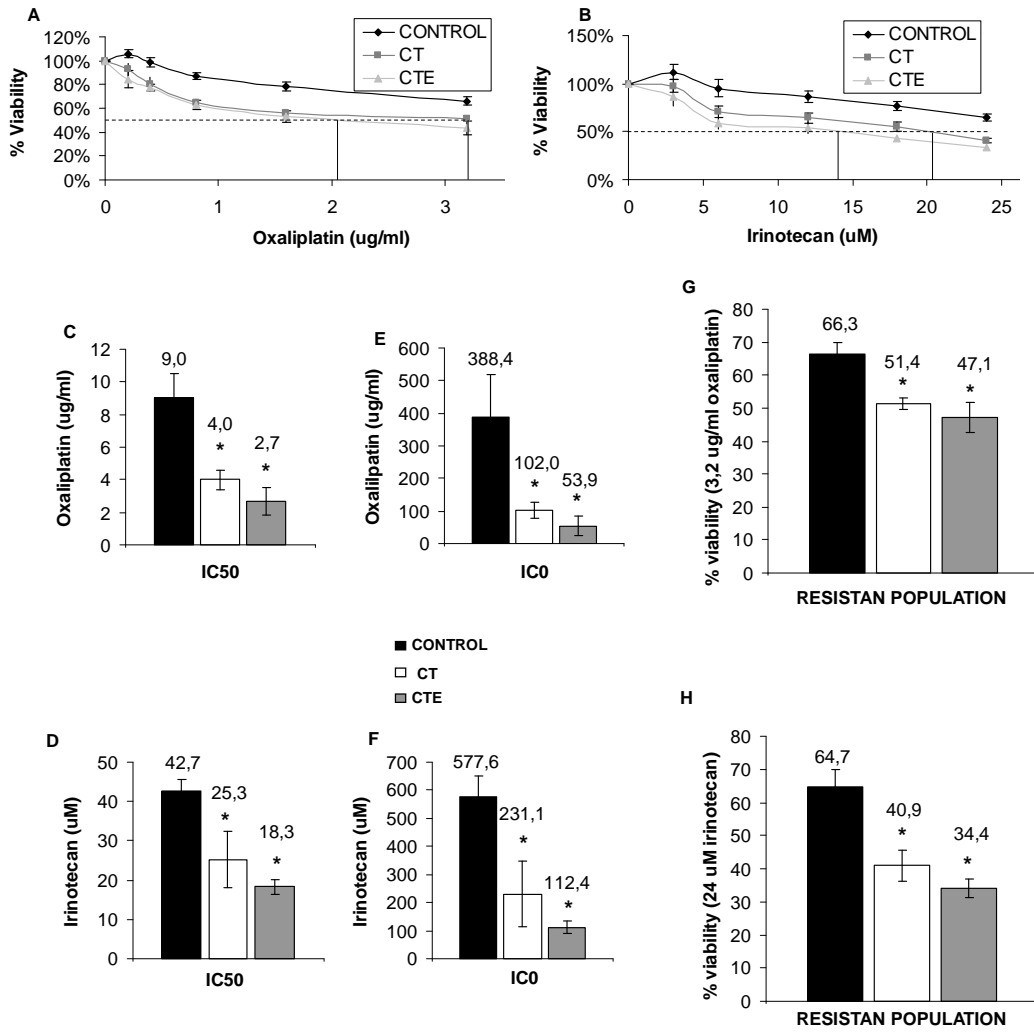 A
120%
100%
80%
60%
40%
20%
0%
% Viability
CONTROL
CT
CTE
0
1
2
3
Oxaliplatin (ug/ml)
B
150%
100%
50%
0%
% Viability
CONTROL
CT
CTE
0
5
10
15
20
25
Irinotecan (uM)
C
12
10
8
6
4
2
0
Oxaliplatin (ug/ml)
9,0
4,0
*
2,7
*
IC50
E
600
500
400
300
200
100
0
Oxalilpatin (ug/ml)
388,4
102,0
*
53,9
*
IC0
G
80
70
60
50
40
30
20
10
0
% viability (3,2 ug/ml oxaliplatin)
66,3
51,4
*
47,1
*
RESISTAN POPULATION
CONTROL
CT
CTE
D
50
40
30
20
10
0
Irinotecan (uM)
42,7
25,3
*
18,3
*
IC50
F
700
600
500
400
300
200
100
0
Irinotecan (uM)
577,6
231,1
*
112,4
*
IC0
H
80
70
60
50
40
30
20
10
0
% viability (24 uM irinotecan)
64,7
40,9
*
34,4
*
RESISTAN POPULATION